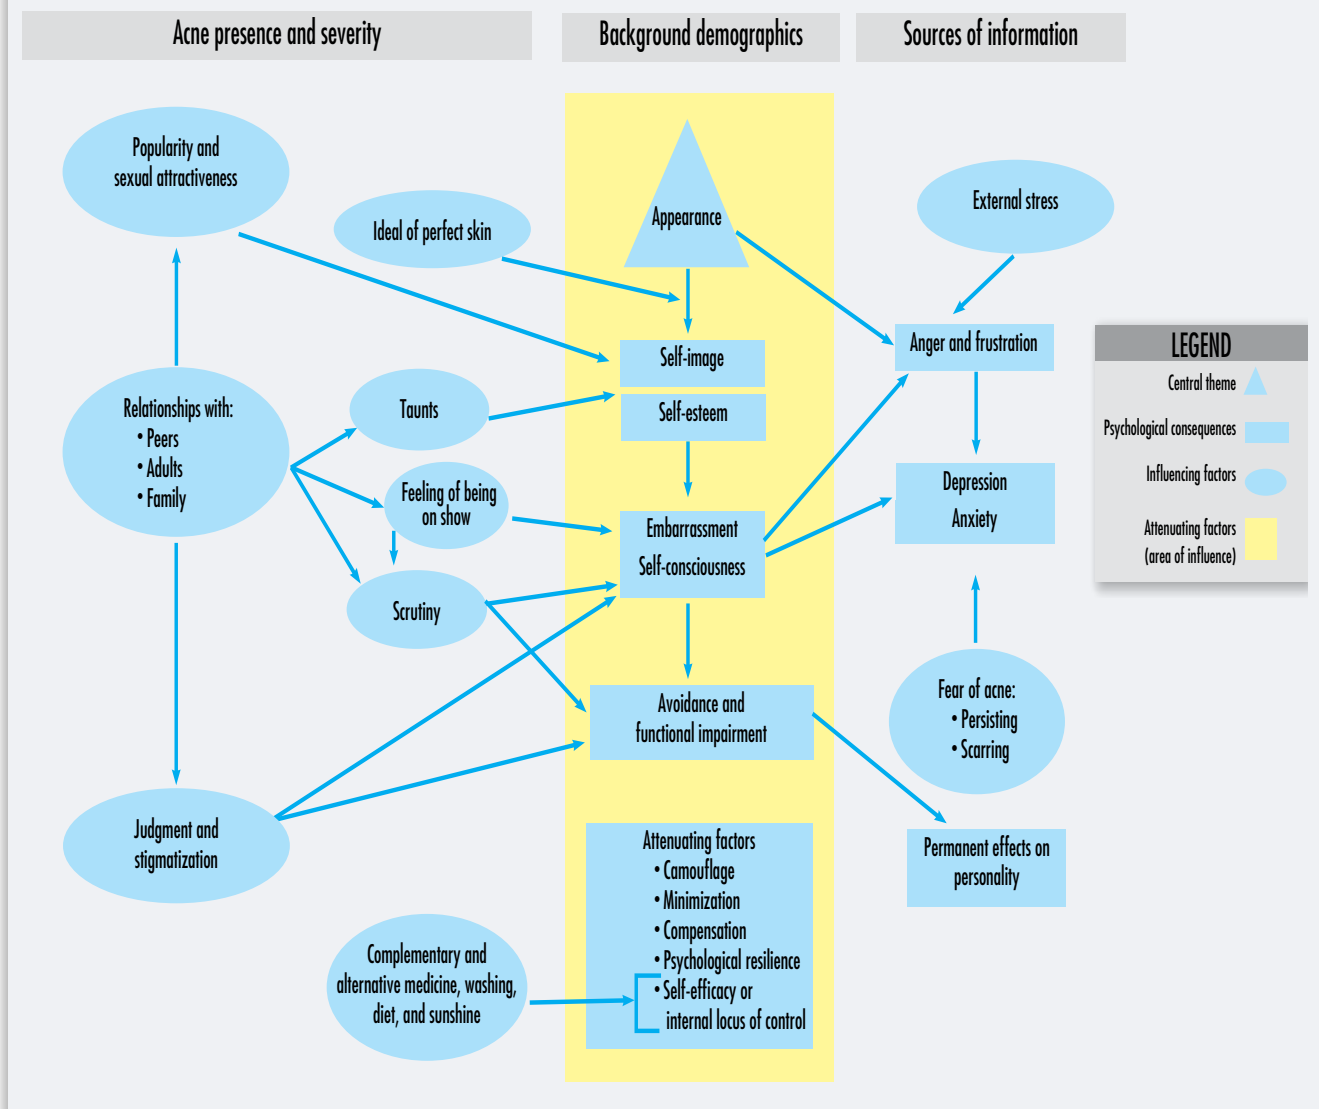 Acne presence and severity
Background demographics
Sources of information
Popularity and
sexual attractiveness
Ideal of perfect skin
Appearance
External stress
Self-image
Self-esteem
Anger and frustration
LEGEND
Central theme
Psychological consequences
Influencing factors
Attenuating factors
(area of influence)
Relationships with:
• Peers
• Adults
• Family
Taunts
Feeling of being
on show
Scrutiny
Embarrassment
Self-consciousness
Depression
Anxiety
Avoidance and
functional impairment
Fear of acne:
• Persisting
• Scarring
Judgment and
stigmatization
Permanent effects on
personality
Attenuating factors
• Camouflage
• Minimization
• Compensation
• Psychological resilience
• Self-efficacy or
internal locus of control
Complementary and
alternative medicine, washing,
diet, and sunshine